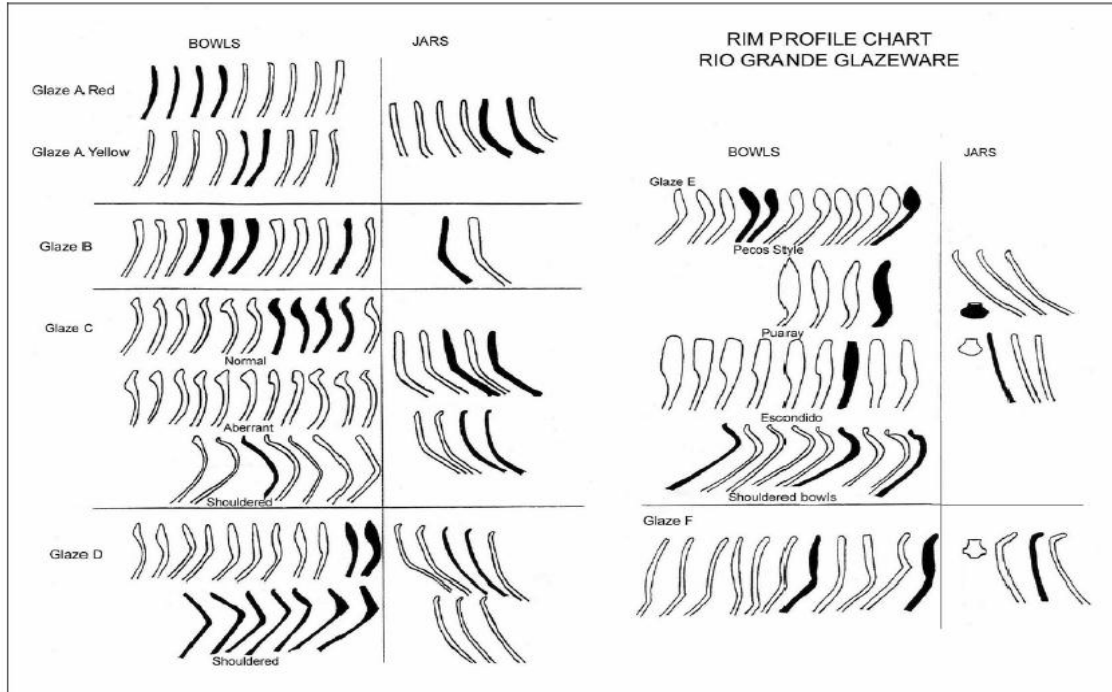 RIM PROFILE CHART
RIO GRANDE GLAZEWARE
BOWLS
JARS
Glaze A Red
Glaze A Yellow
Glaze B
Glaze C
Normal
Aberrant
Shouldered
Glaze D
Shouldered
BOWLS
JARS
Glaze E
Pecos Style
Puaray
Escondido
Shouldered bowls
Glaze F